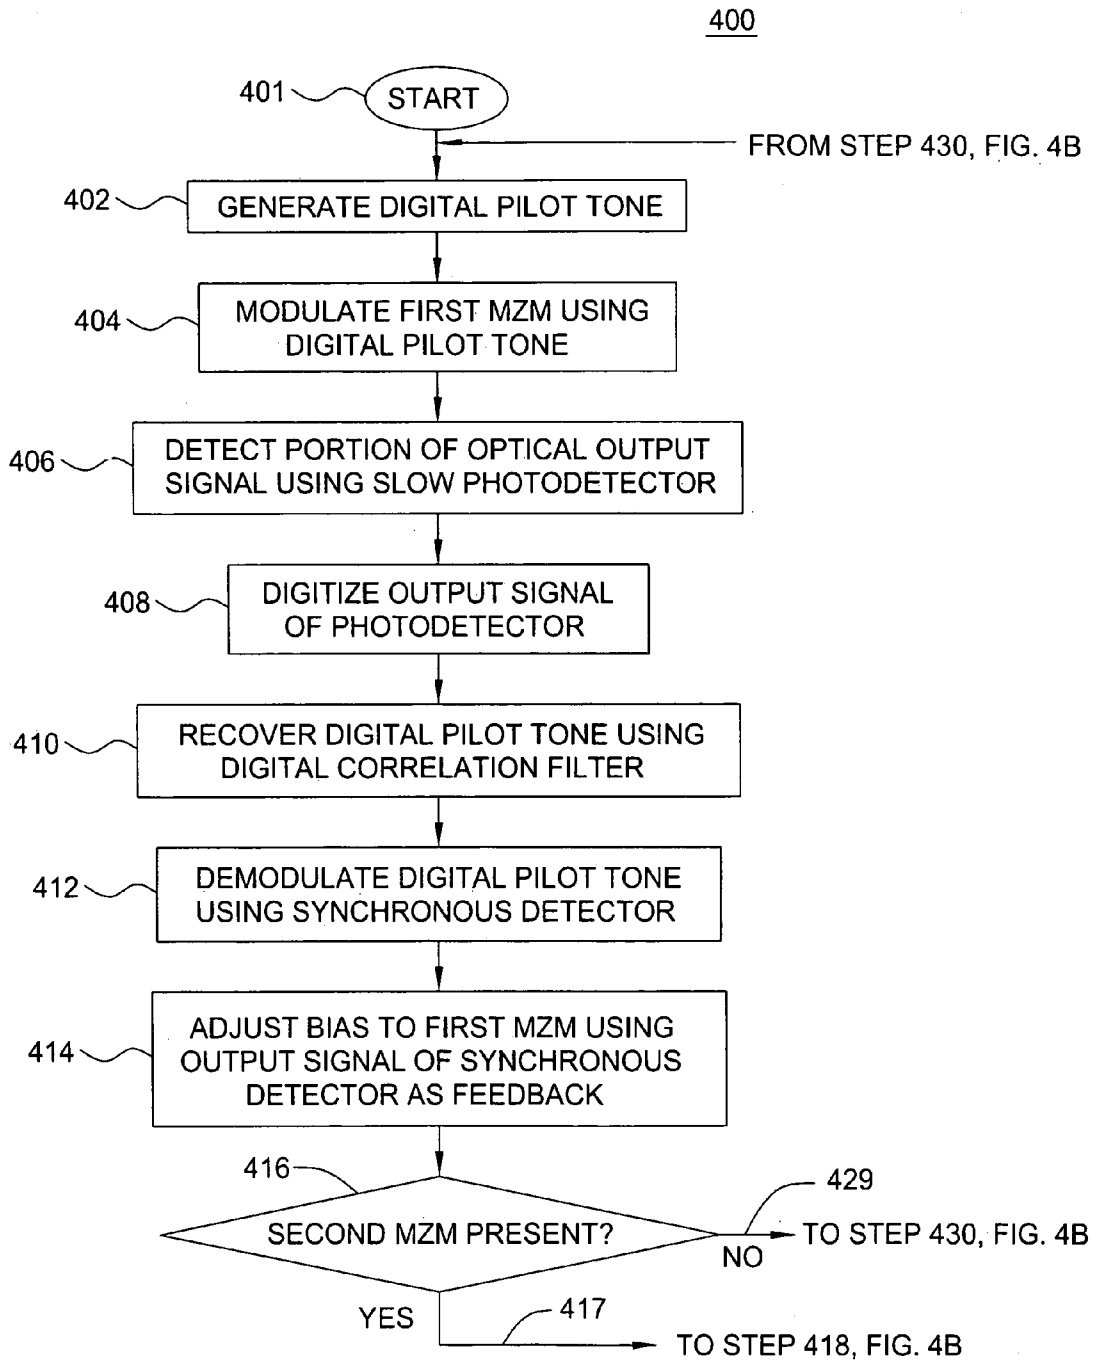 400
401
START
FROM STEP 430, FIG. 4B
402
GENERATE DIGITAL PILOT TONE
404
MODULATE FIRST MZM USING
DIGITAL PILOT TONE
406
DETECT PORTION OF OPTICAL OUTPUT
SIGNAL USING SLOW PHOTODETECTOR
408
DIGITIZE OUTPUT SIGNAL
OF PHOTODETECTOR
410
RECOVER DIGITAL PILOT TONE USING
DIGITAL CORRELATION FILTER
412
DEMODULATE DIGITAL PILOT TONE
USING SYNCHRONOUS DETECTOR
414
ADJUST BIAS TO FIRST MZM USING
OUTPUT SIGNAL OF SYNCHRONOUS
DETECTOR AS FEEDBACK
416
SECOND MZM PRESENT?
429
NO
TO STEP 430, FIG. 4B
YES
417
TO STEP 418, FIG. 4B